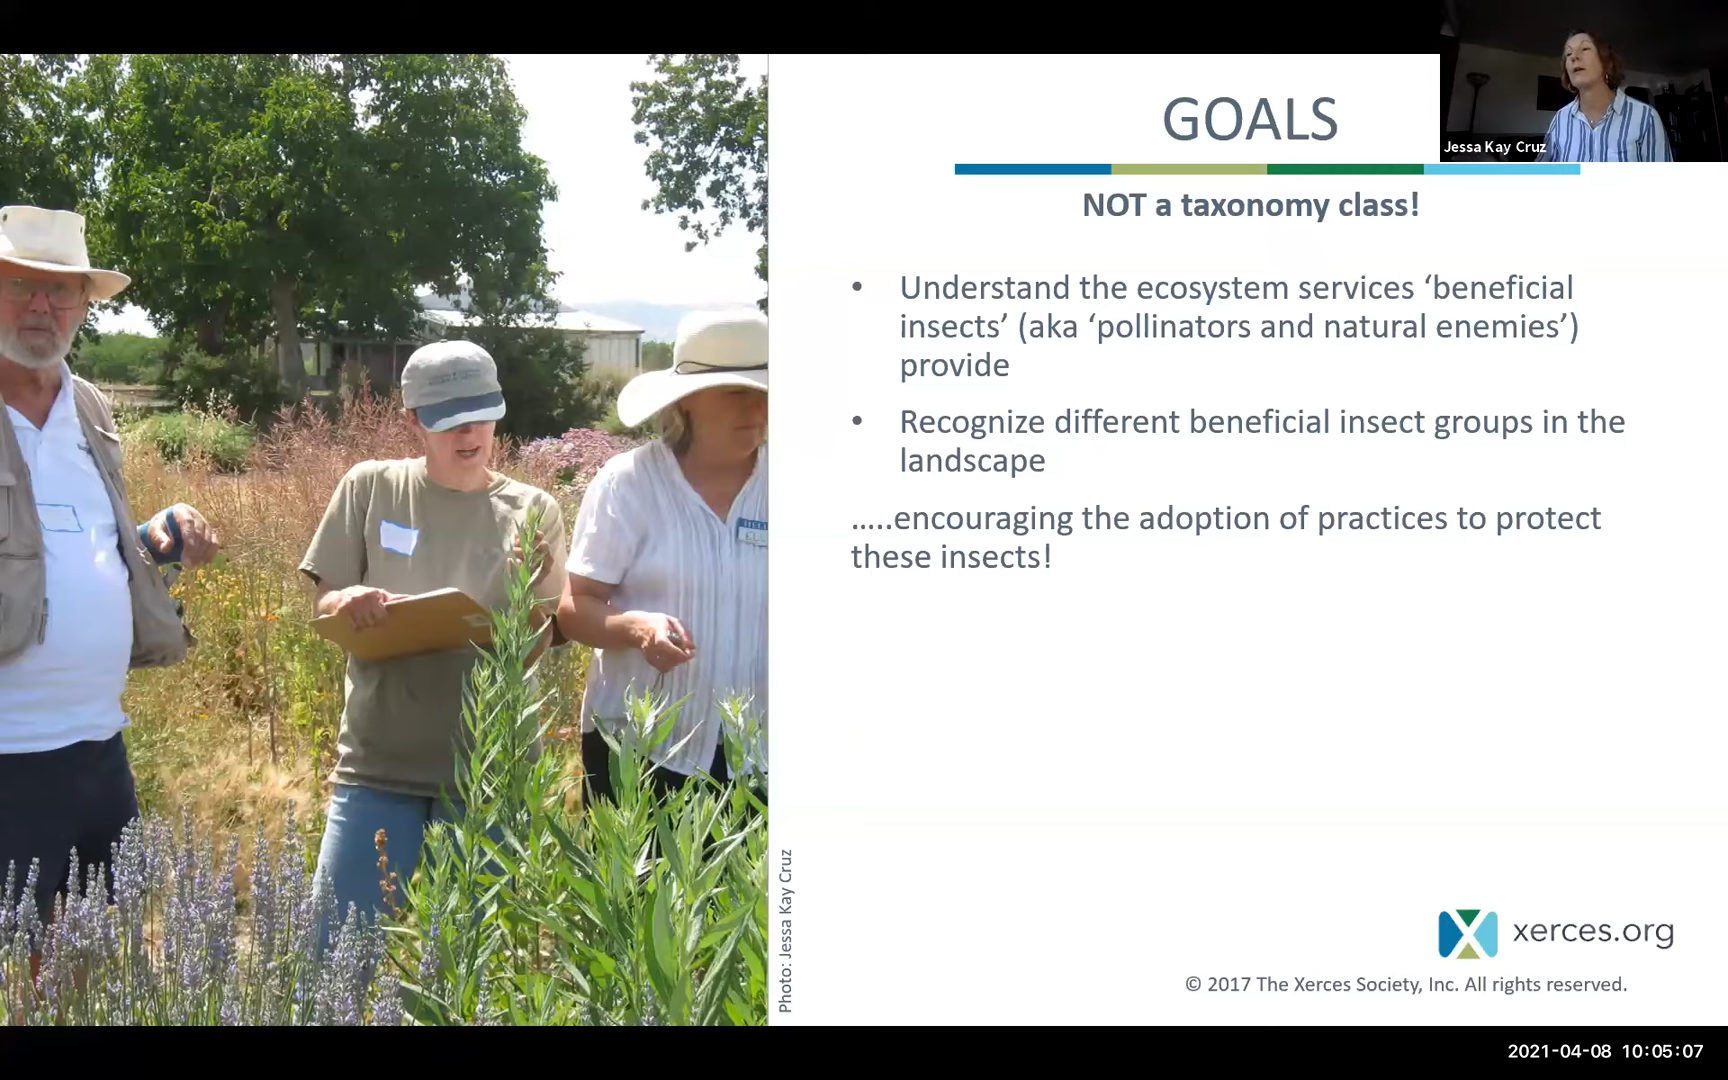 GOALS
Jessa Kay Cruz
NOT a taxonomy class!
• Understand the ecosystem services ‘beneficial
insects’ (aka ‘pollinators and natural enemies’)
provide
• Recognize different beneficial insect groups in the
landscape
…..encouraging the adoption of practices to protect
these insects!
Photo: Jessa Kay Cruz
xerces.org
© 2017 The Xerces Society, Inc. All rights reserved.
2021-04-08 10:05:07